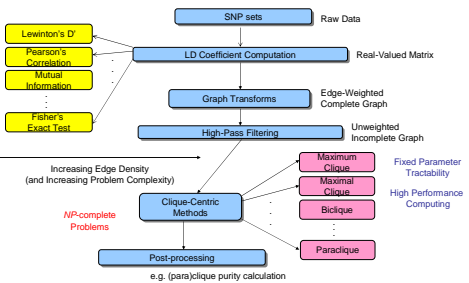 SNP sets
Raw Data
Lewinton's D'
Pearson's
Correlation
Mutual
Information
Fisher's
Exact Test
LD Coefficient Computation
Real-Valued Matrix
Graph Transforms
Edge-Weighted
Complete Graph
High-Pass Filtering
Unweighted
Incomplete Graph
Increasing Edge Density
(and Increasing Problem Complexity)
Maximum
Clique
Maximal
Clique
Biclique
Paraclique
Fixed Parameter
Tractability
High Performance
Computing
Clique-Centric
Methods
NP-complete
Problems
Post-processing
e.g. (para)clique purity calculation